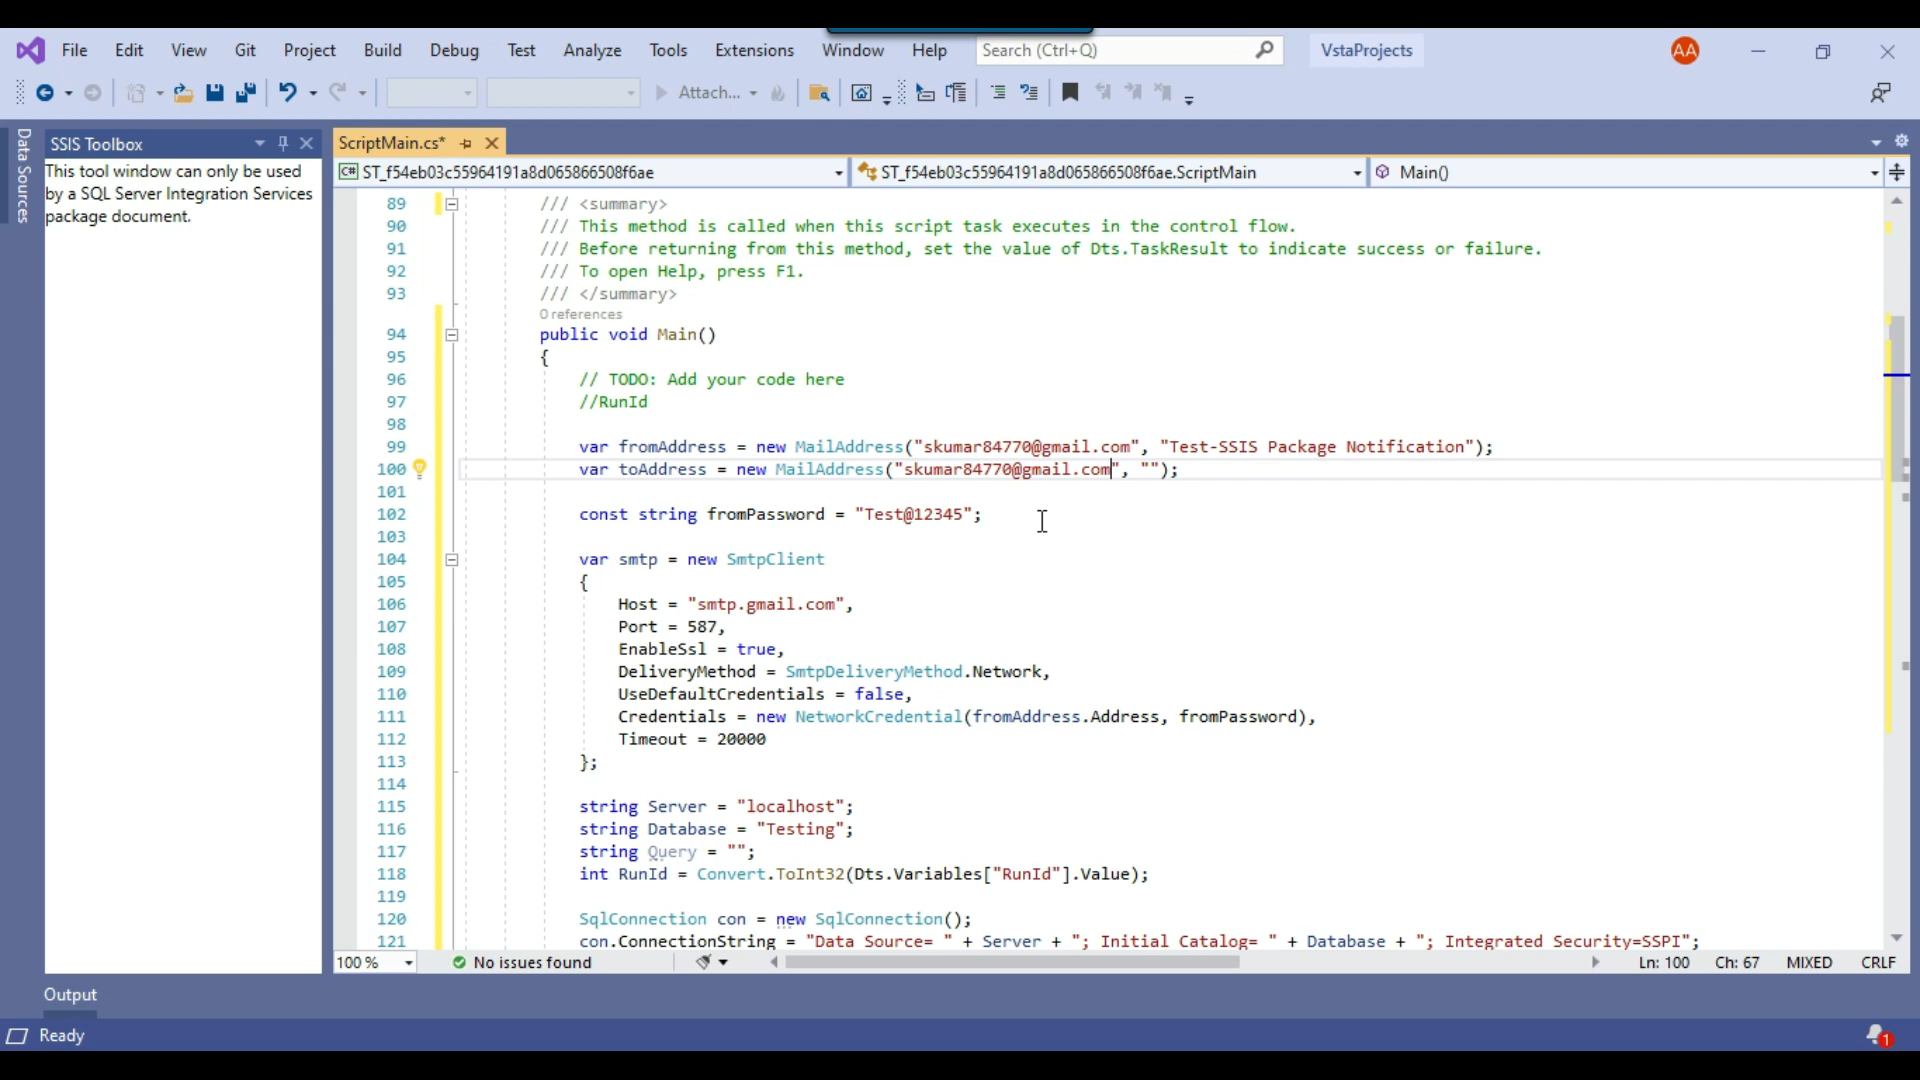 File Edit View Git Project Build Debug Test Analyze Tools Extensions Window Help Search (Ctrl+Q) VstaProjects AA
Attach...
Data Sources
SSIS Toolbox
This tool window can only be used
by a SQL Server Integration Services
package document.
ScriptMain.cs*
ST_f54eb03c55964191a8d065866508f6ae ST_f54eb03c55964191a8d065866508f6ae.ScriptMain Main()
89 /// <summary>
90 /// This method is called when this script task executes in the control flow.
91 /// Before returning from this method, set the value of Dts.TaskResult to indicate success or failure.
92 /// To open Help, press F1.
93 /// </summary>
0 references
94 public void Main()
95 {
96 // TODO: Add your code here
97 //RunId
98
99 var fromAddress = new MailAddress("skumar84770@gmail.com", "Test-SSIS Package Notification");
100 var toAddress = new MailAddress("skumar84770@gmail.com", "");
101
102 const string fromPassword = "Test@12345";
103
104 var smtp = new SmtpClient
105 {
106 Host = "smtp.gmail.com",
107 Port = 587,
108 EnableSsl = true,
109 DeliveryMethod = SmtpDeliveryMethod.Network,
110 UseDefaultCredentials = false,
111 Credentials = new NetworkCredential(fromAddress.Address, fromPassword),
112 Timeout = 20000
113 };
114
115 string Server = "localhost";
116 string Database = "Testing";
117 string Query = "";
118 int RunId = Convert.ToInt32(Dts.Variables["RunId"].Value);
119
120 SqlConnection con = new SqlConnection();
121 con.ConnectionString = "Data Source= " + Server + "; Initial Catalog= " + Database + "; Integrated Security=SSPI";
100 % No issues found Ln: 100 Ch: 67 MIXED CRLF
Output
Ready 1